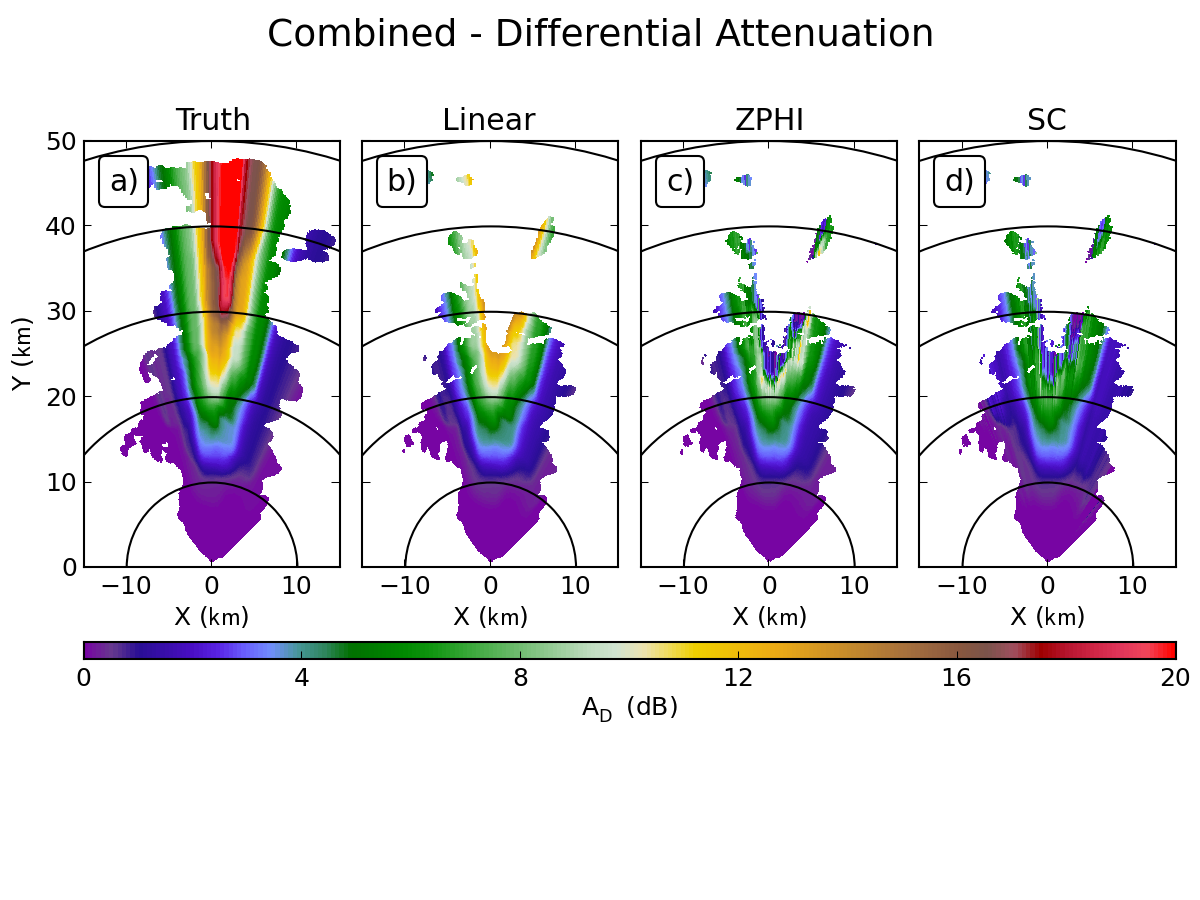 Combined - Differential Attenuation
Truth Linear ZPHI SC
a) b) c) d)
50
40
30
20
10
0
Y (km)
−10 0 10 −10 0 10 −10 0 10 −10 0 10
X (km) X (km) X (km) X (km)
0 4 8 12 16 20
A_D (dB)